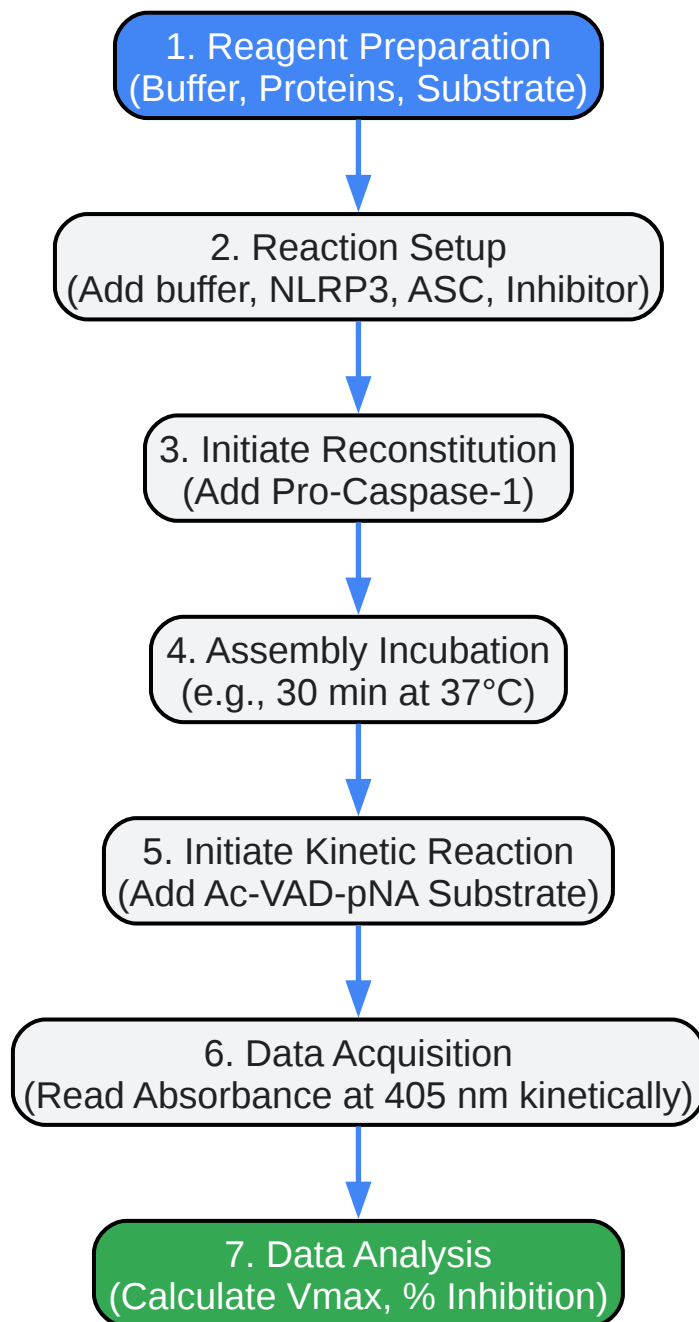 1. Reagent Preparation
(Buffer, Proteins, Substrate)
2. Reaction Setup
(Add buffer, NLRP3, ASC, Inhibitor)
3. Initiate Reconstitution
(Add Pro-Caspase-1)
4. Assembly Incubation
(e.g., 30 min at 37°C)
5. Initiate Kinetic Reaction
(Add Ac-VAD-pNA Substrate)
6. Data Acquisition
(Read Absorbance at 405 nm kinetically)
7. Data Analysis
(Calculate Vmax, % Inhibition)